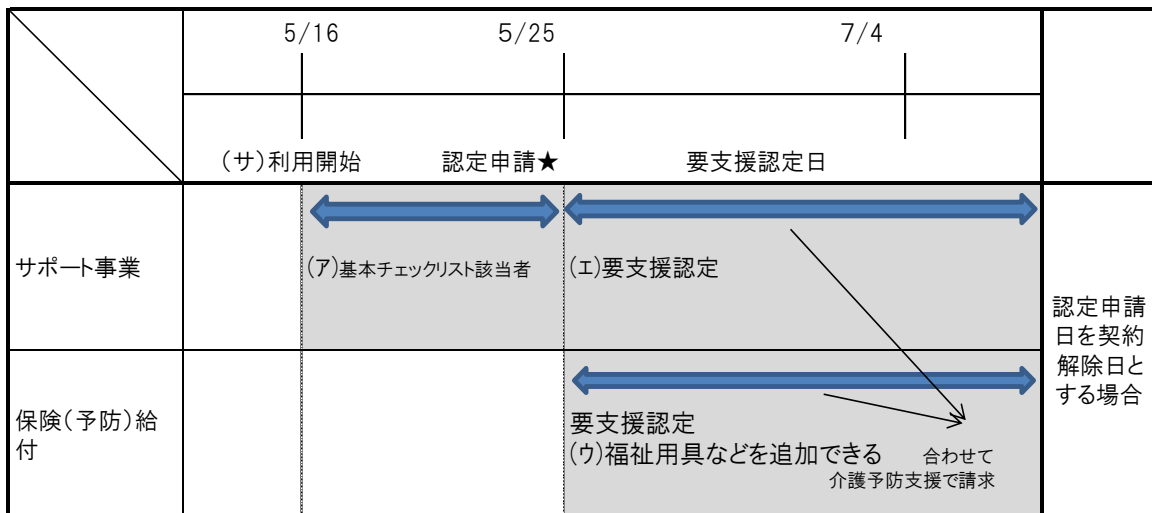 5/16 5/25 7/4
(サ)利用開始 認定申請★ 要支援認定日
サポート事業
(ア)基本チェックリスト該当者 (エ)要支援認定
保険(予防)給
付
要支援認定
(ウ)福祉用具などを追加できる
合わせて
介護予防支援で請求
認定申請
日を契約
解除日と
する場合